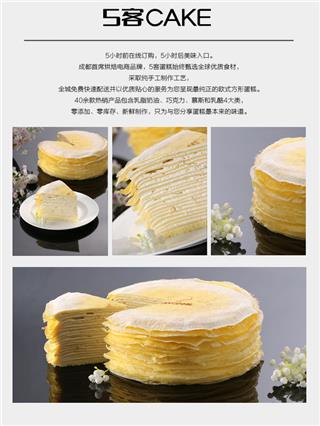 5客CAKE
5小时前在线订购，5小时后美味入口。
成都首席烘焙电商品牌，5客蛋糕始终甄选全球优质食材，
采取纯手工制作工艺，
全城免费快速配送并以优质贴心的服务为您呈现最纯正的欧式方形蛋糕。
40余款热销产品包含乳脂奶油、巧克力、慕斯和乳酪4大类，
零添加、零库存、新鲜制作，只为与您分享蛋糕最本来的味道。